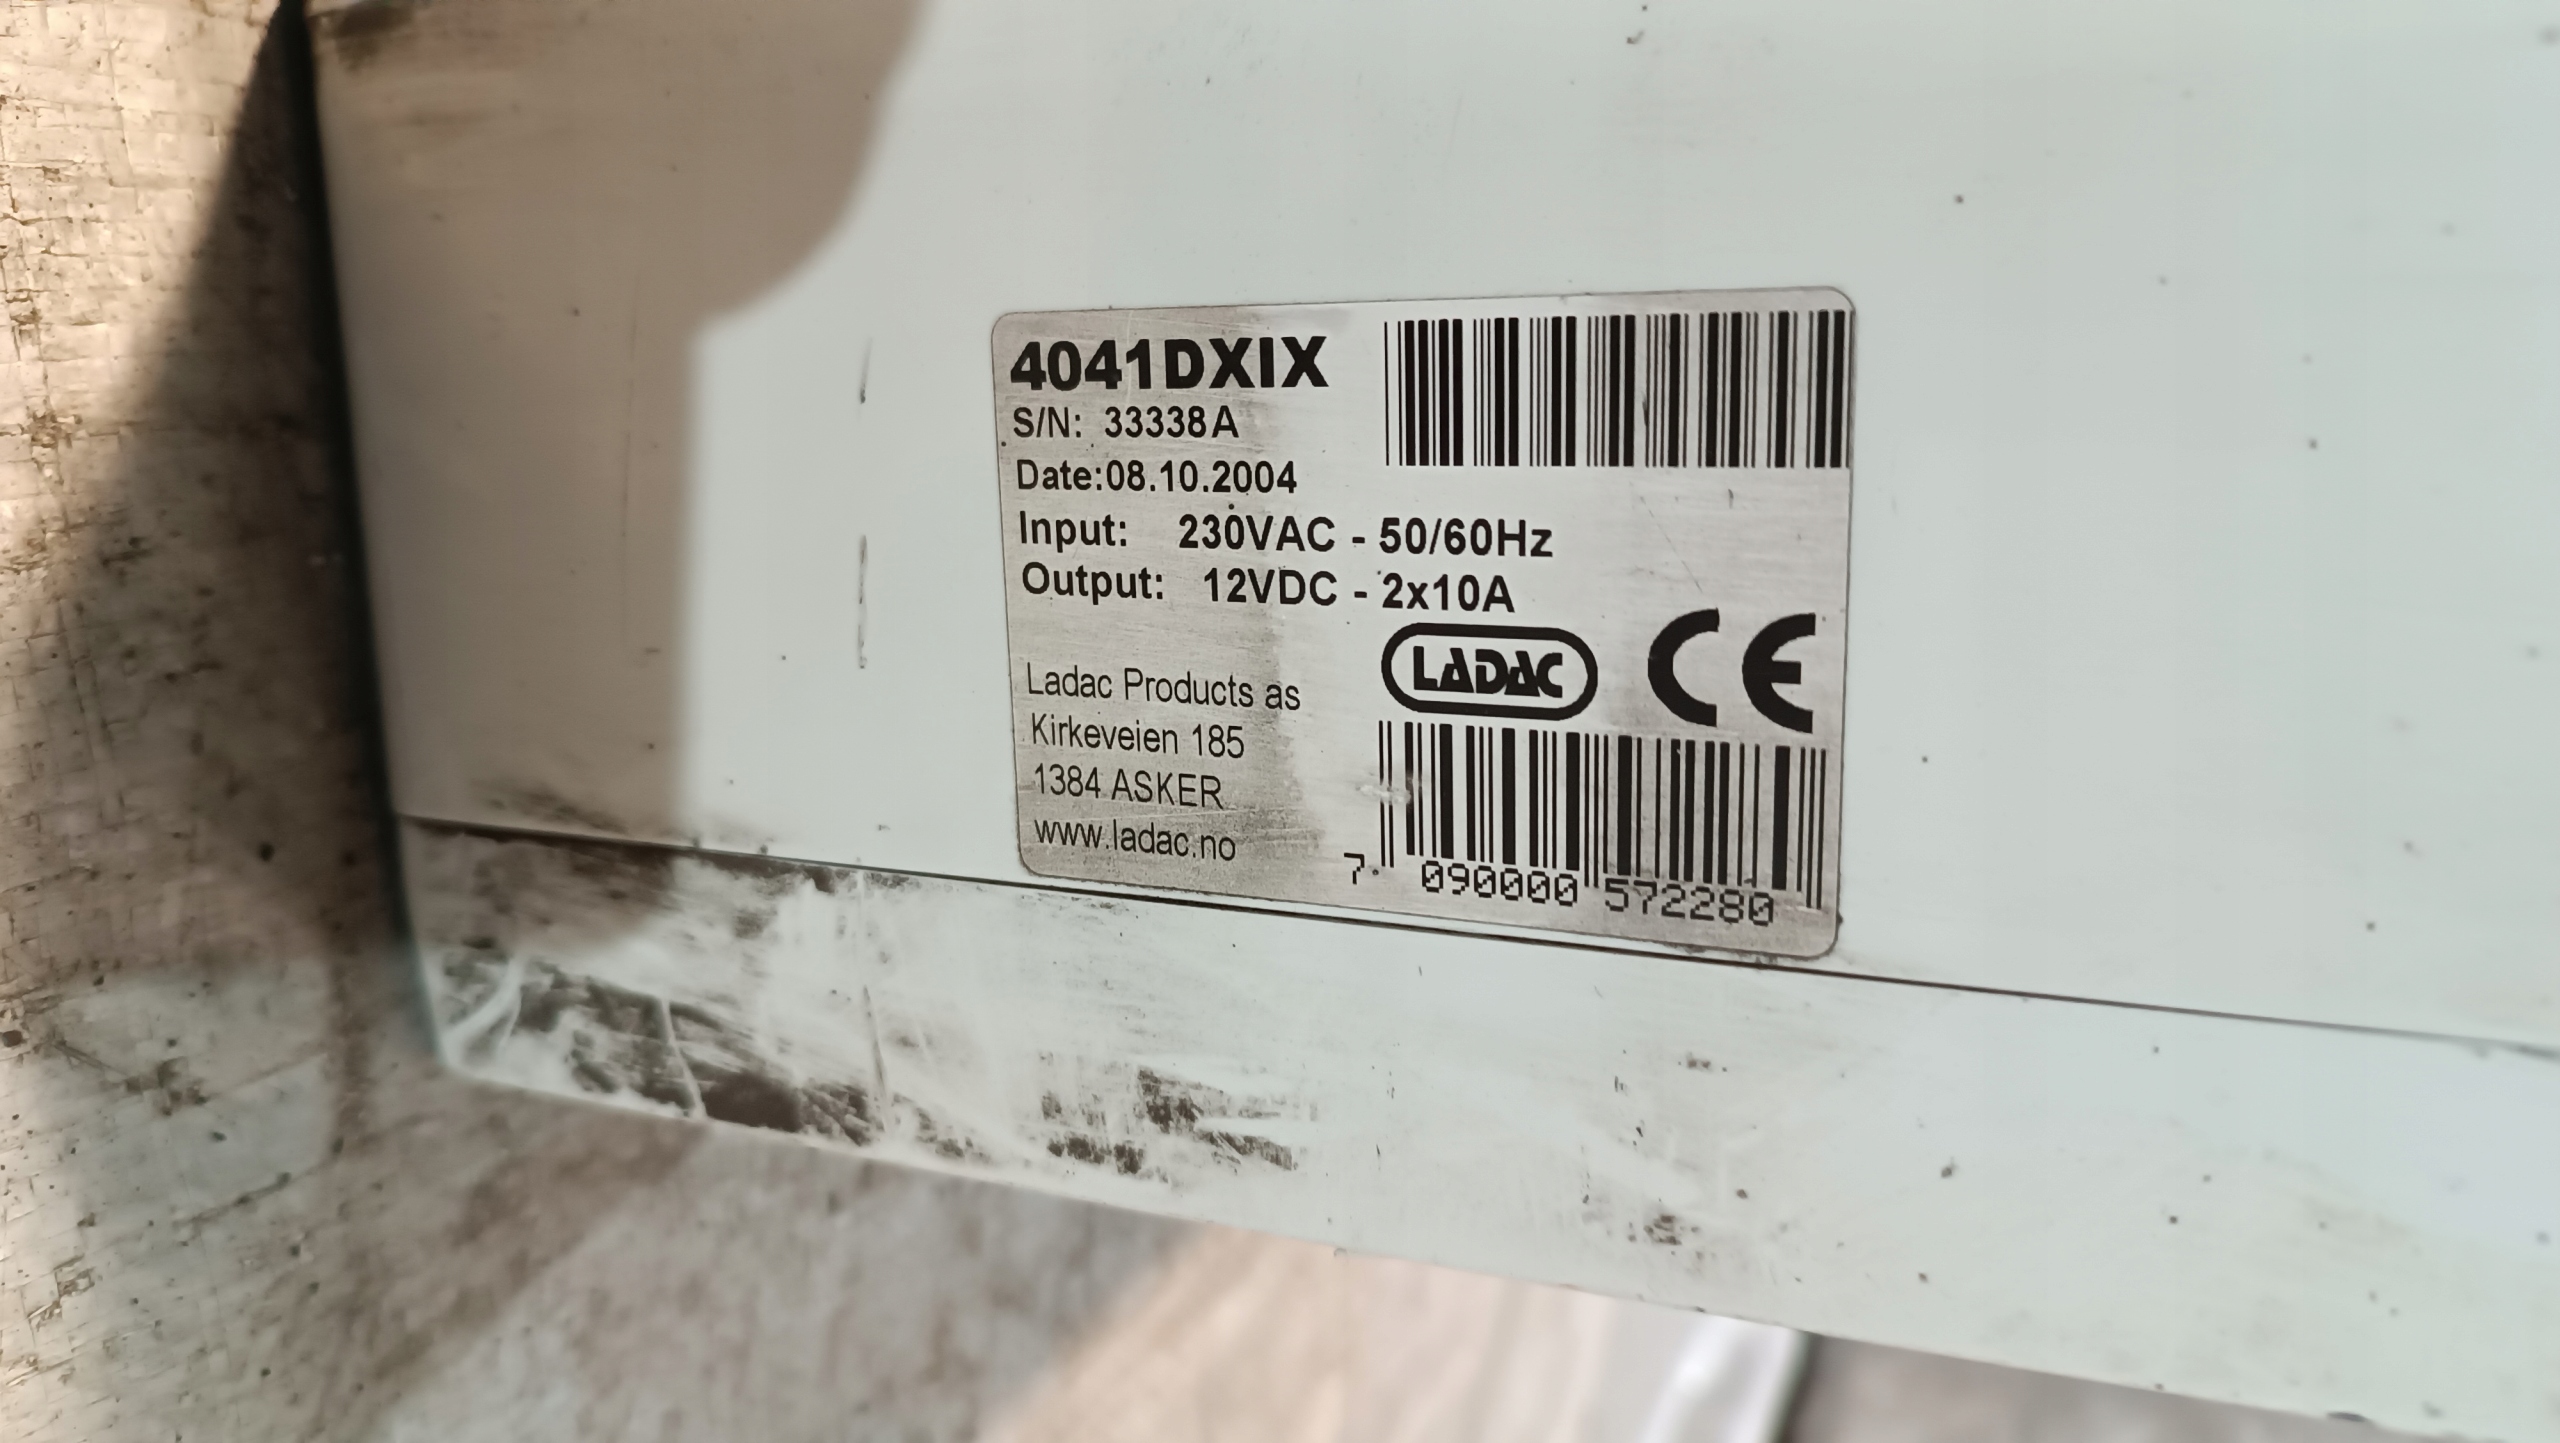 4041DXIX
S/N: 33338A
Date:08.10.2004
Input: 230VAC - 50/60Hz
Output: 12VDC - 2x10A
LADAC CE
Ladac Products as
Kirkeveien 185
1384 ASKER
www.ladac.no
7 090000 572280